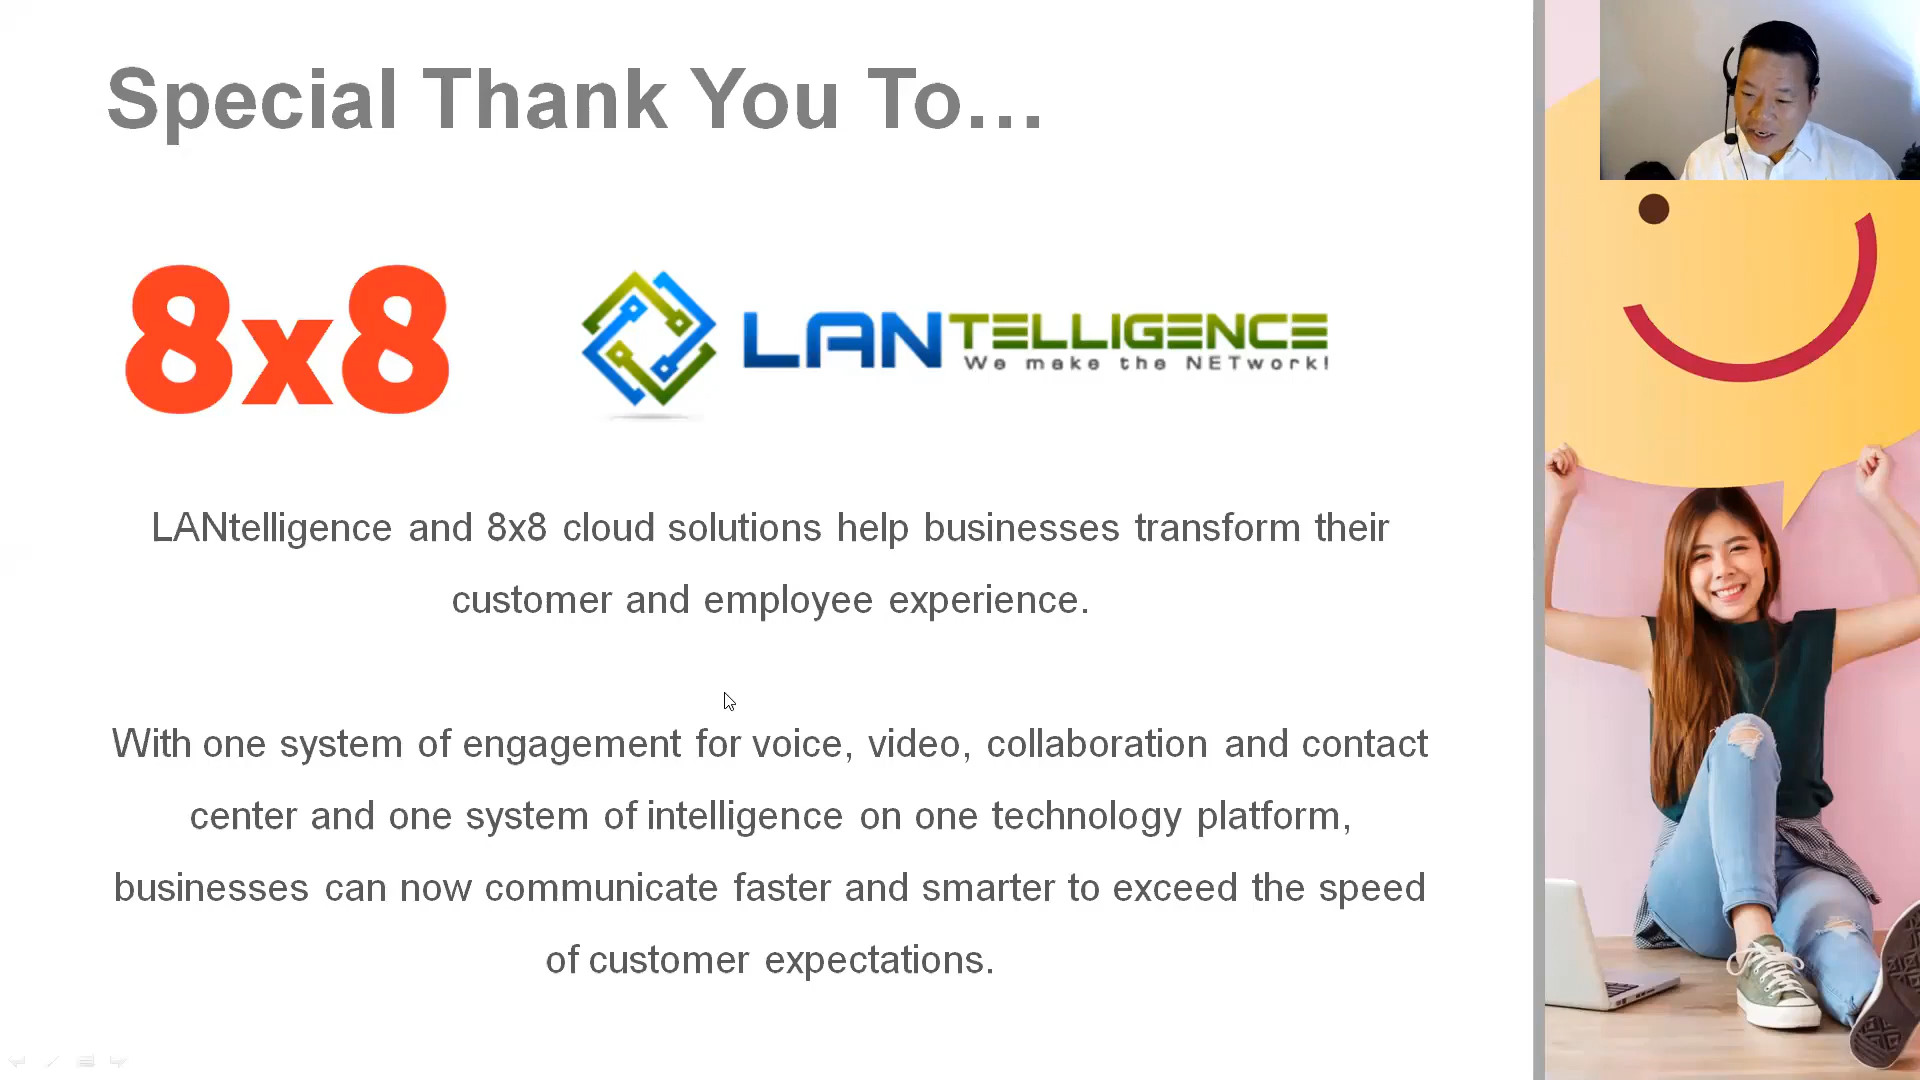 Special Thank You To...
8x8
LANTELLIGENCE
We make the NETwork!
LANtelligence and 8x8 cloud solutions help businesses transform their
customer and employee experience.
With one system of engagement for voice, video, collaboration and contact
center and one system of intelligence on one technology platform,
businesses can now communicate faster and smarter to exceed the speed
of customer expectations.